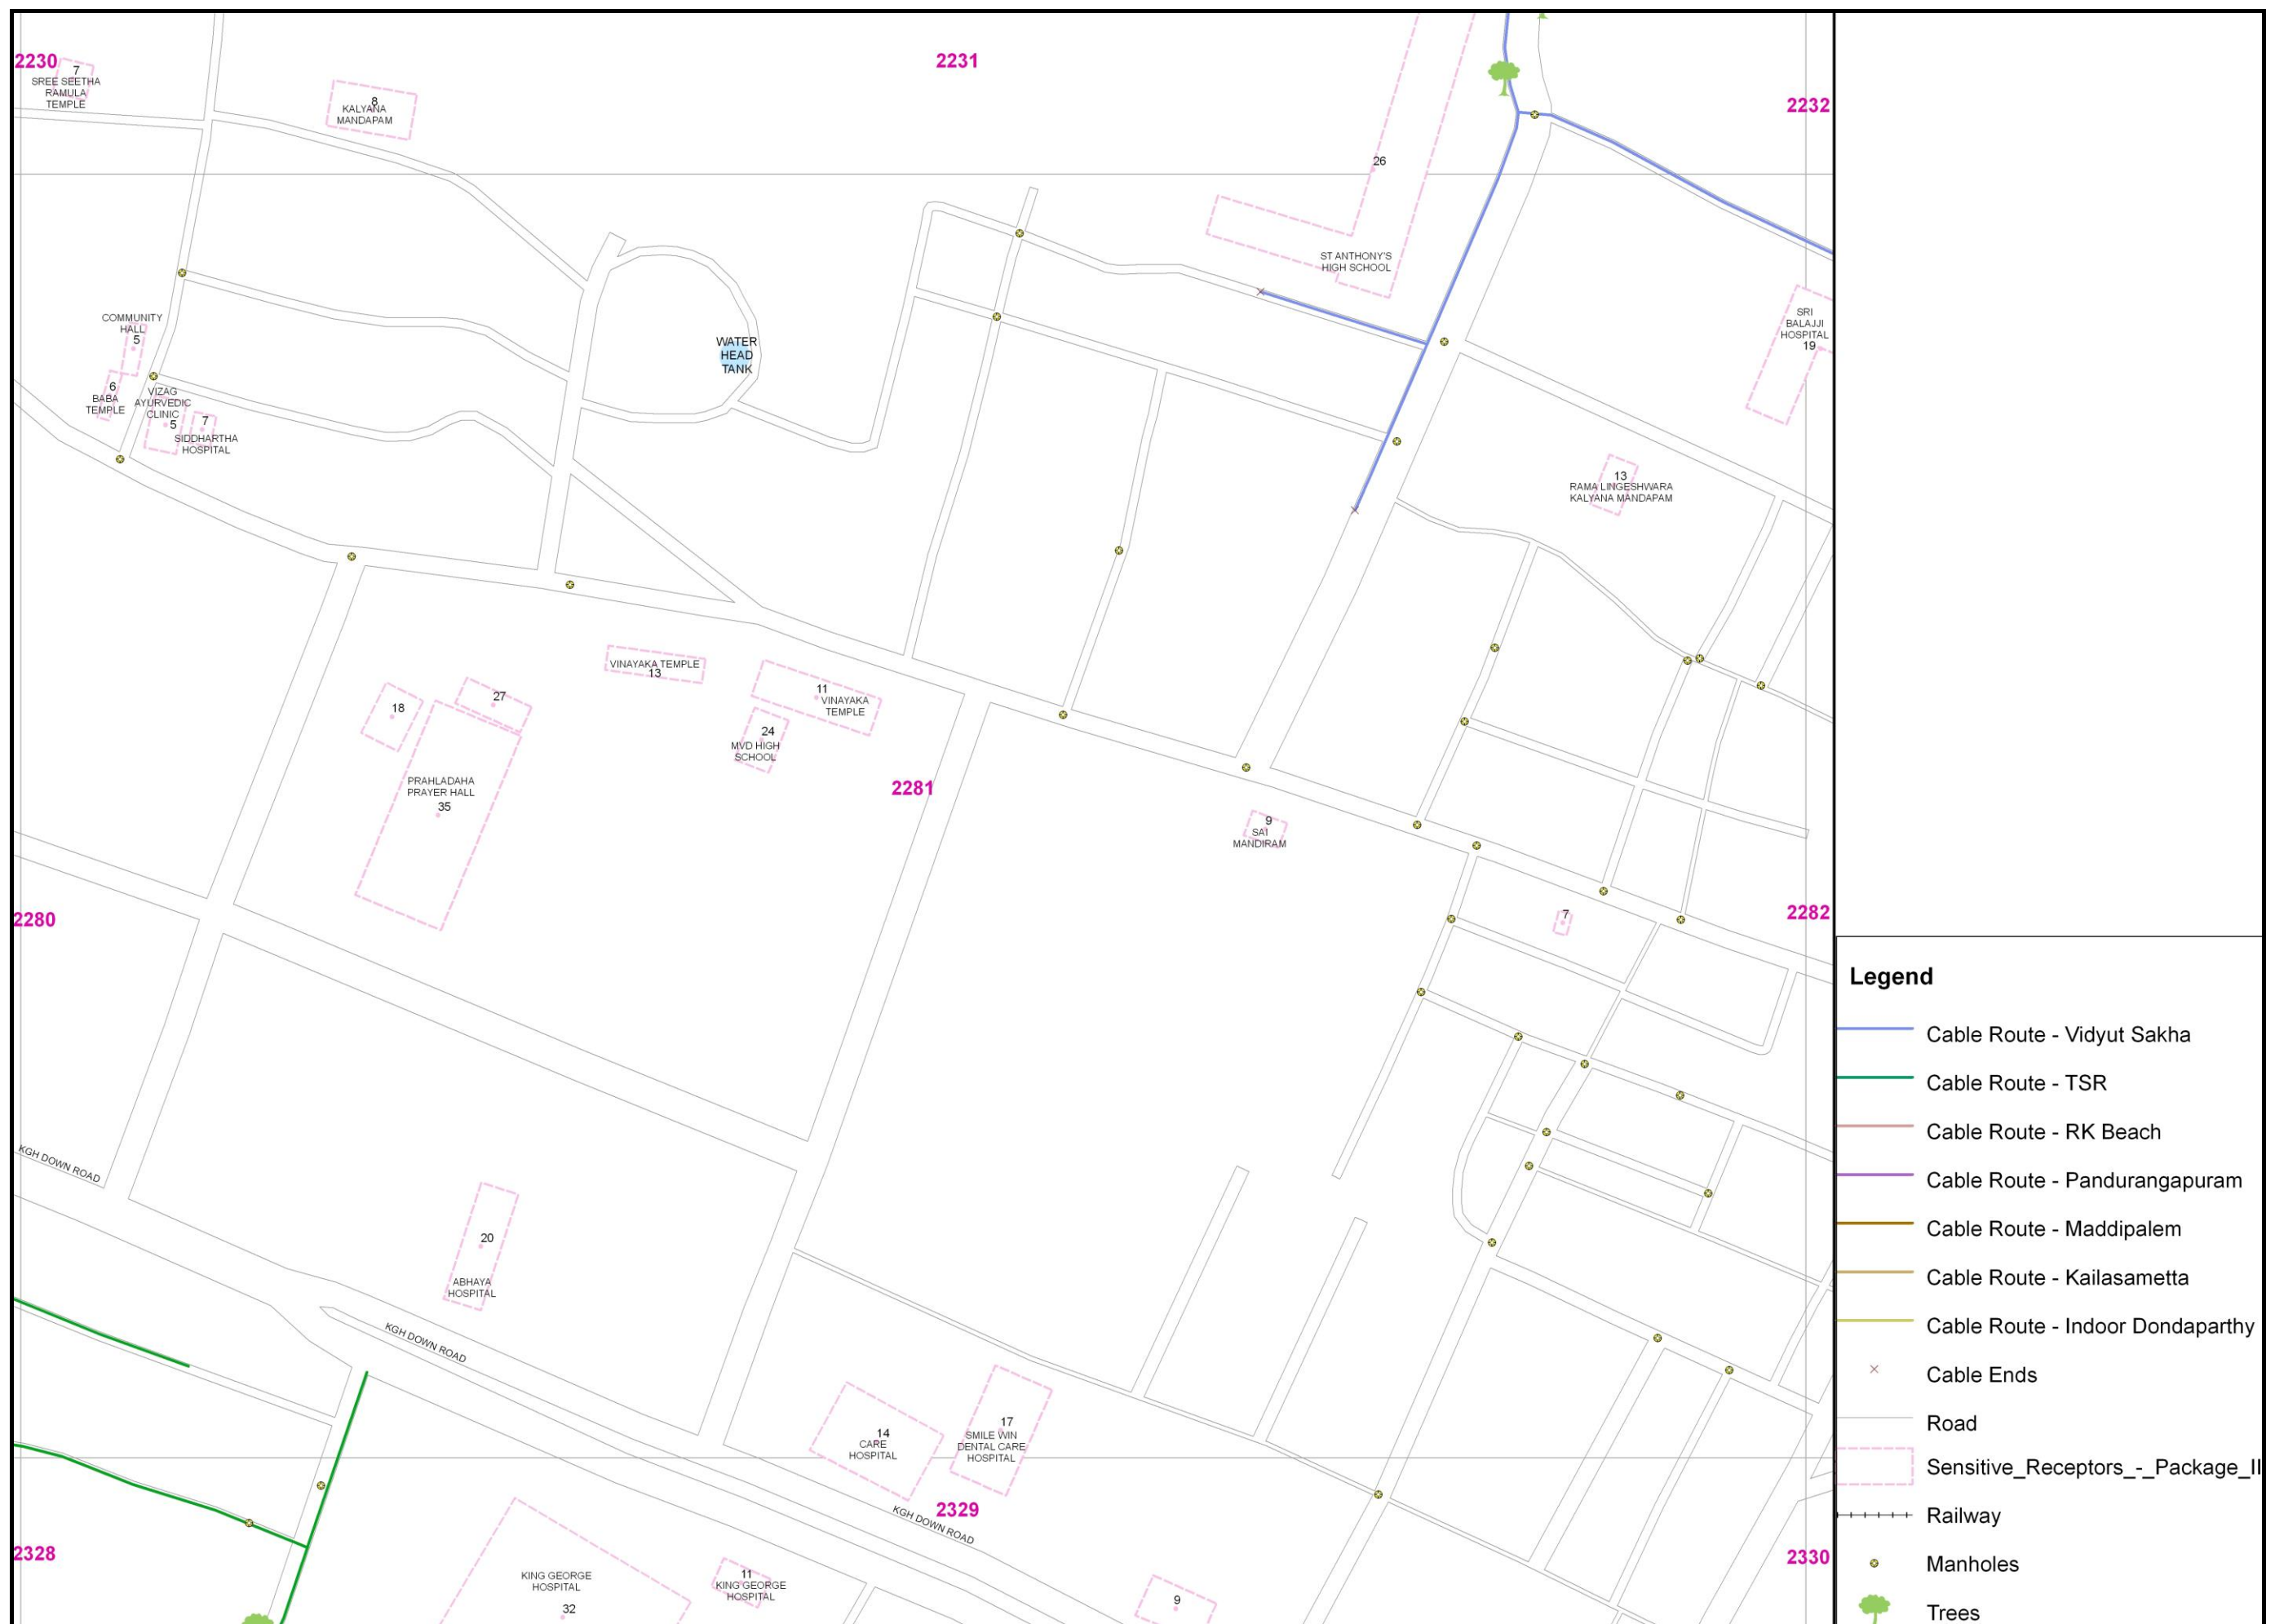 2230
7
SREE SEETHA
RAMULA
TEMPLE
8
KALYANA
MANDAPAM
2231
2232
26
ST ANTHONY'S
HIGH SCHOOL
COMMUNITY
HALL
5
6
BABA
TEMPLE
VIZAG
AYURVEDIC
CLINIC
5
7
SIDDHARTHA
HOSPITAL
WATER
HEAD
TANK
SRI
BALAJJI
HOSPITAL
19
13
RAMA LINGESHWARA
KALYANA MANDAPAM
VINAYAKA TEMPLE
13
11
VINAYAKA
TEMPLE
24
MVD HIGH
SCHOOL
18
27
PRAHLADAHA
PRAYER HALL
35
2281
9
SAI
MANDIRAM
7
2280
2282
KGH DOWN ROAD
20
ABHAYA
HOSPITAL
KGH DOWN ROAD
14
CARE
HOSPITAL
17
SMILE WIN
DENTAL CARE
HOSPITAL
2329
KGH DOWN ROAD
2328
2330
KING GEORGE
HOSPITAL
32
11
KING GEORGE
HOSPITAL
9
Legend
Cable Route - Vidyut Sakha
Cable Route - TSR
Cable Route - RK Beach
Cable Route - Pandurangapuram
Cable Route - Maddipalem
Cable Route - Kailasametta
Cable Route - Indoor Dondaparthy
Cable Ends
Road
Sensitive_Receptors_-_Package_II
Railway
Manholes
Trees